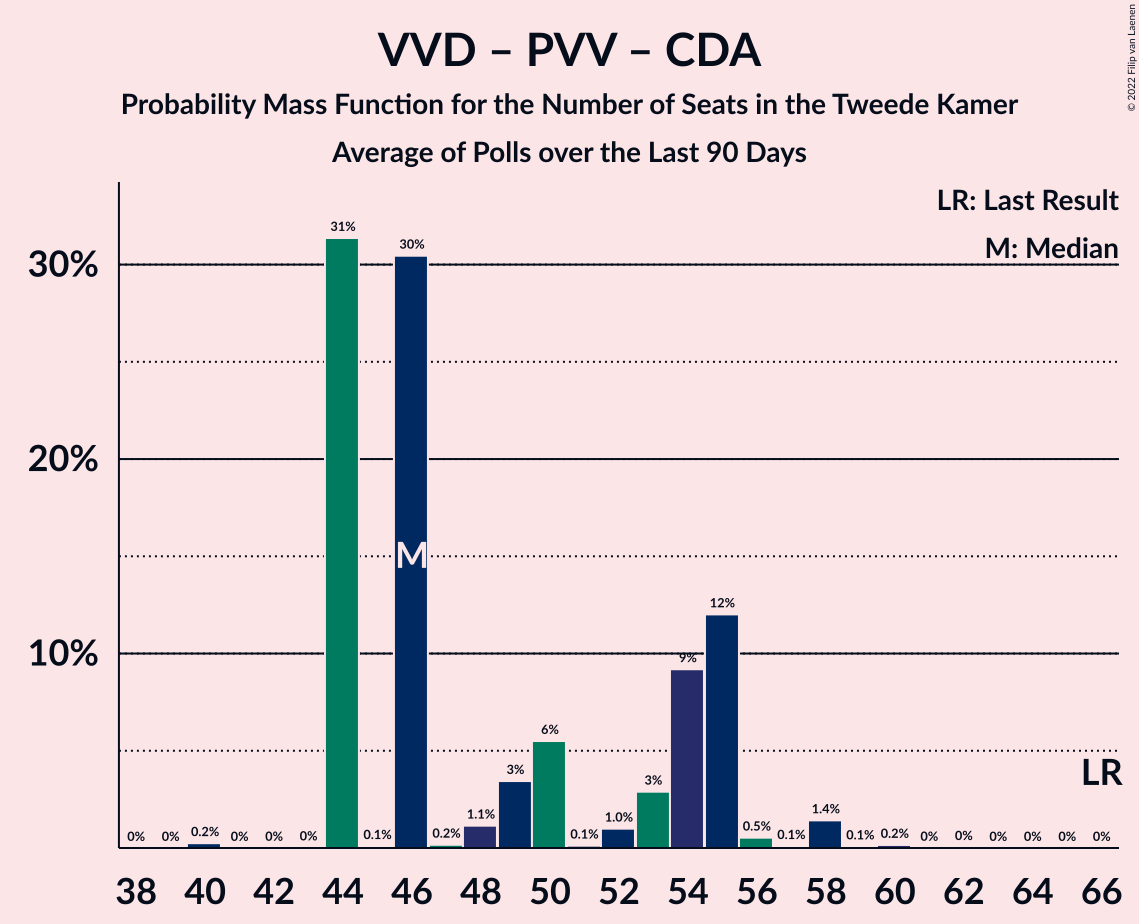 VVD – PVV – CDA
Probability Mass Function for the Number of Seats in the Tweede Kamer
Average of Polls over the Last 90 Days
© 2022 Filip van Laenen
LR: Last Result
M: Median
30%
20%
10%
0% 0% 0.2% 0% 0% 0% 31% 0.1% 30% 0.2% 1.1% 3% 6% 0.1% 1.0% 3% 9% 12% 0.5% 0.1% 1.4% 0.1% 0.2% 0% 0% 0% 0% 0% 0%
M
LR
38 40 42 44 46 48 50 52 54 56 58 60 62 64 66